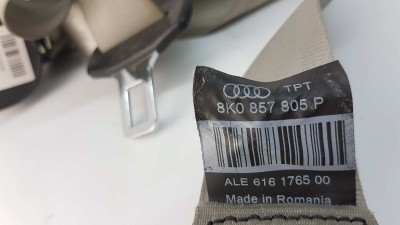 TPT
8K0 857 805 P
ALE 616 1765 00
Made in Romania